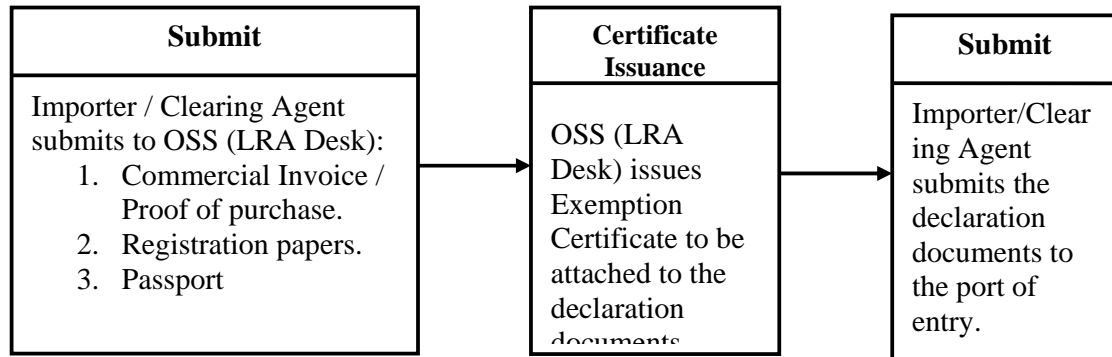 Submit
Importer / Clearing Agent
submits to OSS (LRA Desk):
1. Commercial Invoice /
Proof of purchase.
2. Registration papers.
3. Passport
Certificate
Issuance
OSS (LRA
Desk) issues
Exemption
Certificate to be
attached to the
declaration
documents
Submit
Importer/Clear
ing Agent
submits the
declaration
documents to
the port of
entry.